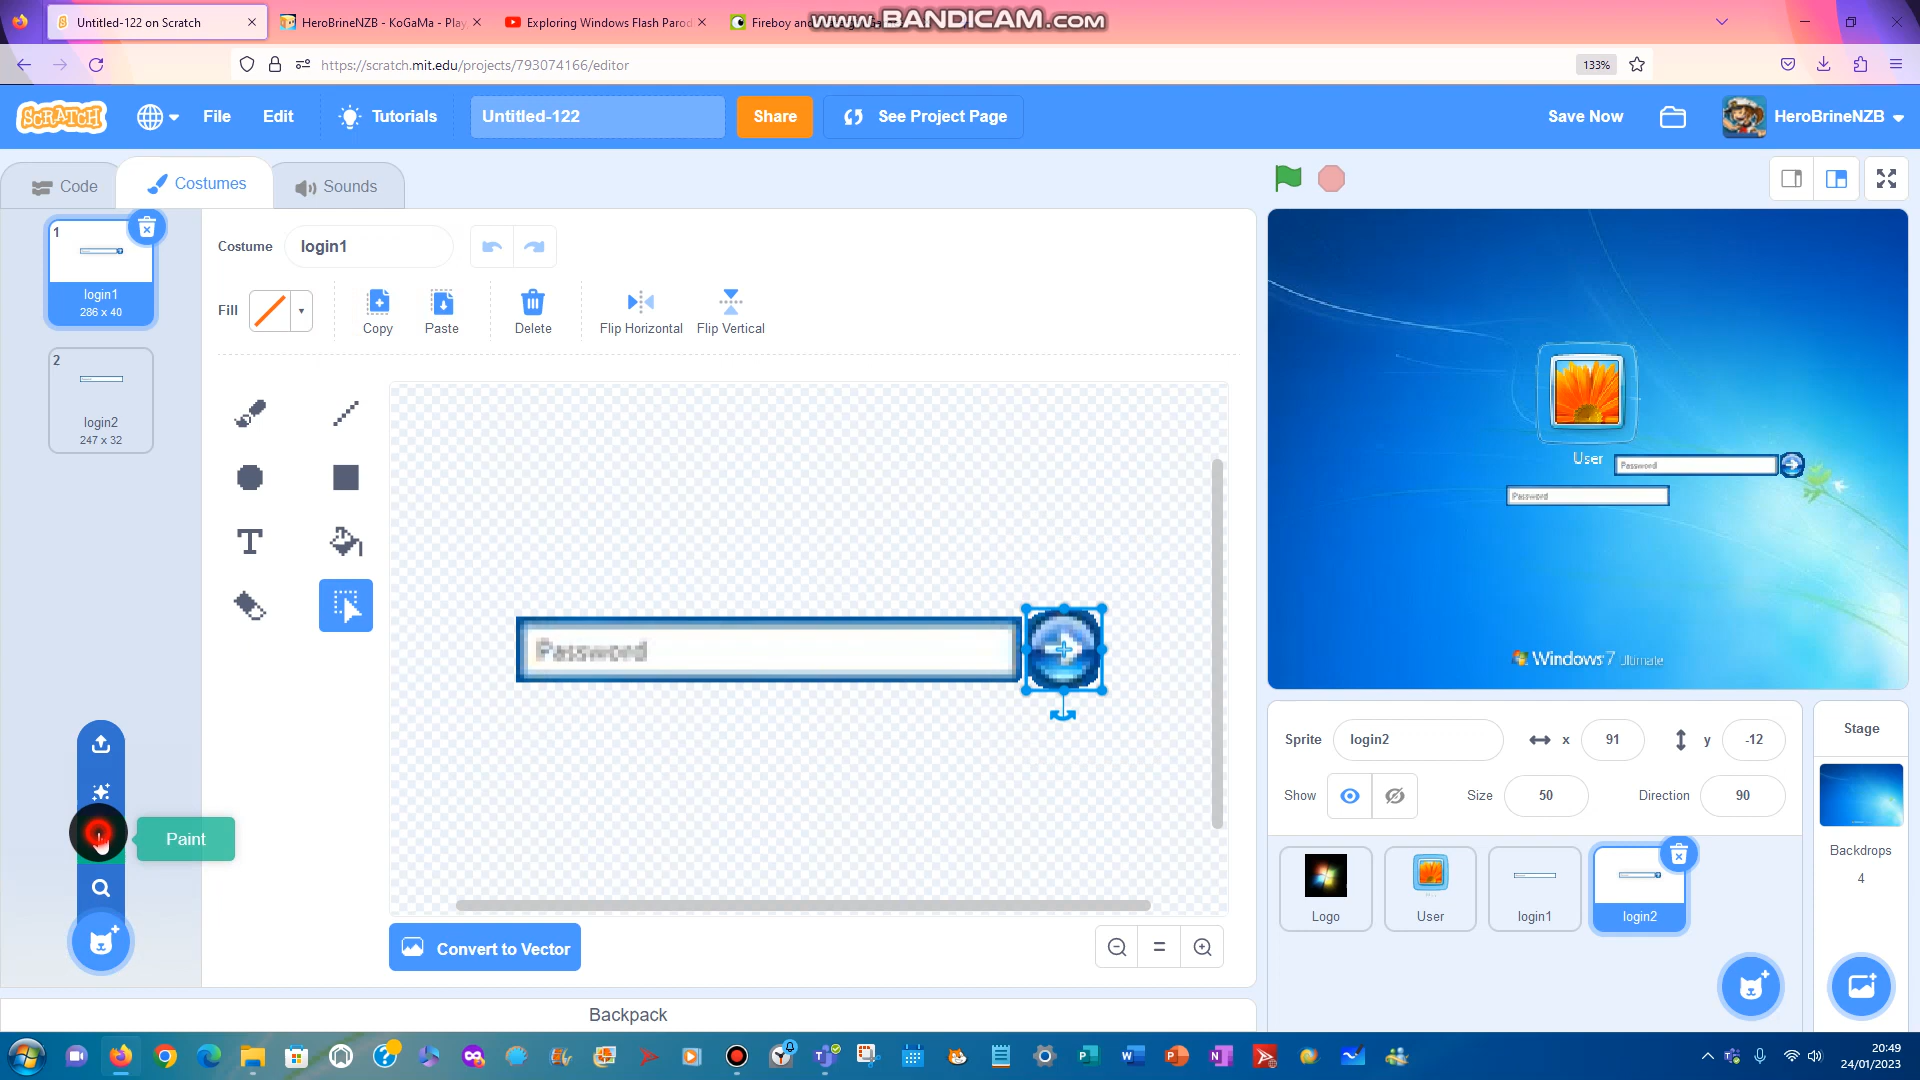 Untitled-122 on Scratch
HeroBrineNZB - KoGaMa - Play
Exploring Windows Flash Parod
Fireboy and
www.BANDICAM.com
https://scratch.mit.edu/projects/793074166/editor
133%
SCRATCH
File
Edit
Tutorials
Untitled-122
Share
See Project Page
Save Now
HeroBrineNZB
Code
Costumes
Sounds
1
login1
286 x 40
2
login2
247 x 32
Costume
login1
Fill
Copy
Paste
Delete
Flip Horizontal
Flip Vertical
T
Password
Paint
Convert to Vector
Backpack
User
Password
Password
Windows 7 Ultimate
Sprite
login2
x
91
y
-12
Show
Size
50
Direction
90
Logo
User
login1
login2
Stage
Backdrops
4
20:49
24/01/2023